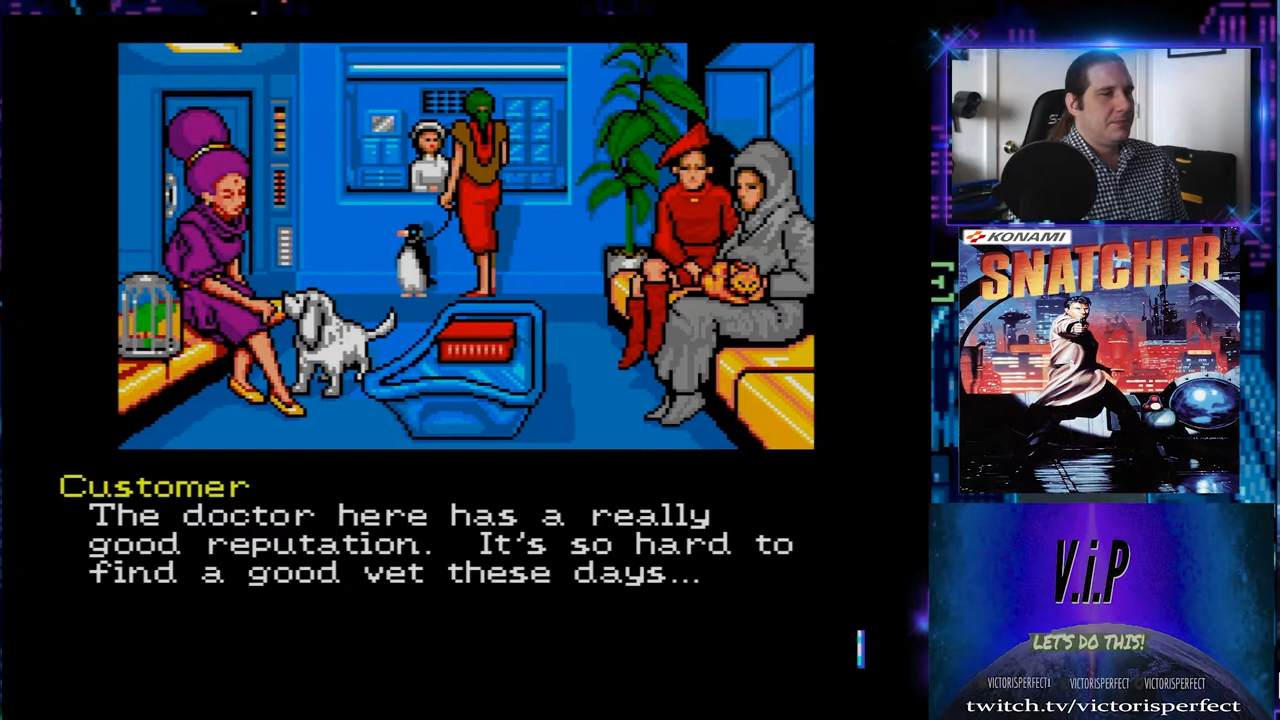 Customer
The doctor here has a really
good reputation. It's so hard to
find a good vet these days...
KONAMI
SNATCHER
V.i.P
LET'S DO THIS!
VICTORISPERFECT1 VICTORISPERFECT VICTORISPERFECT
twitch.tv/victorisperfect